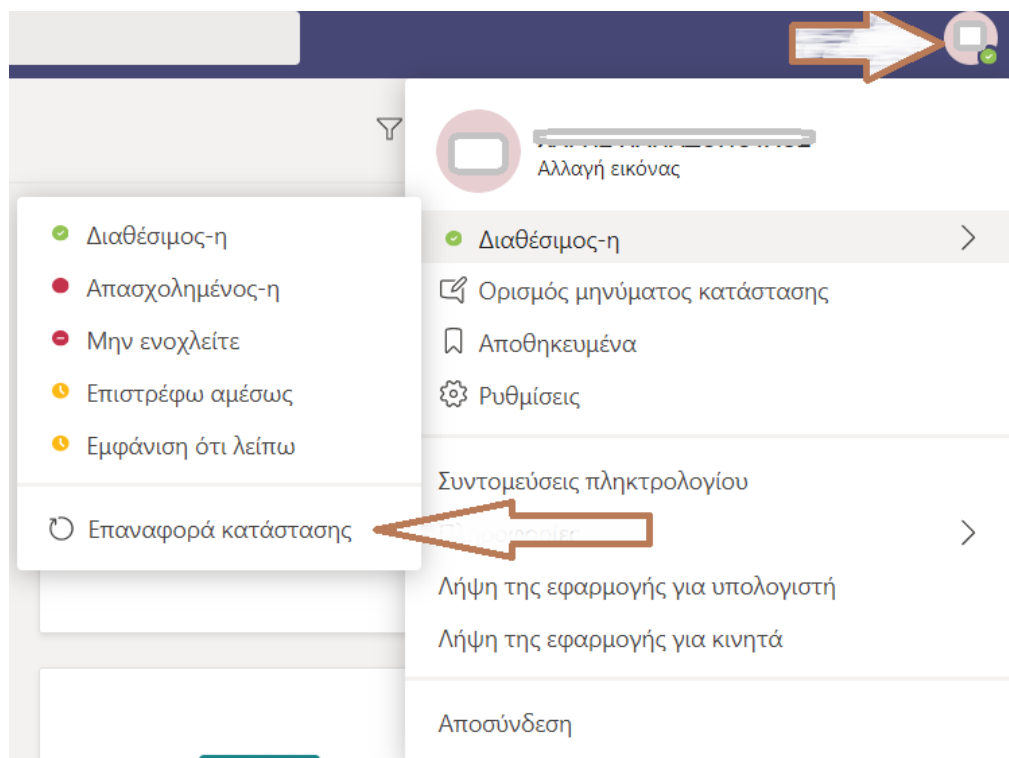 Αλλαγή εικόνας
Διαθέσιμος-η
Ορισμός μηνύματος κατάστασης
Αποθηκευμένα
Ρυθμίσεις
Συντομεύσεις πληκτρολογίου
Λήψη της εφαρμογής για υπολογιστή
Λήψη της εφαρμογής για κινητά
Αποσύνδεση
Διαθέσιμος-η
Απασχολημένος-η
Μην ενοχλείτε
Επιστρέφω αμέσως
Εμφάνιση ότι λείπω
Επαναφορά κατάστασης